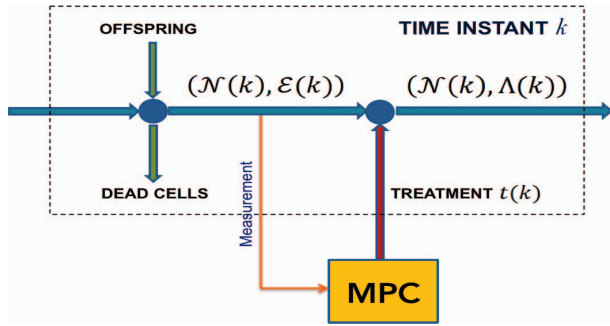 OFFSPRING
TIME INSTANT k
(𝒩(k), ℰ(k))
(𝒩(k), Λ(k))
DEAD CELLS
Measurement
TREATMENT t(k)
MPC